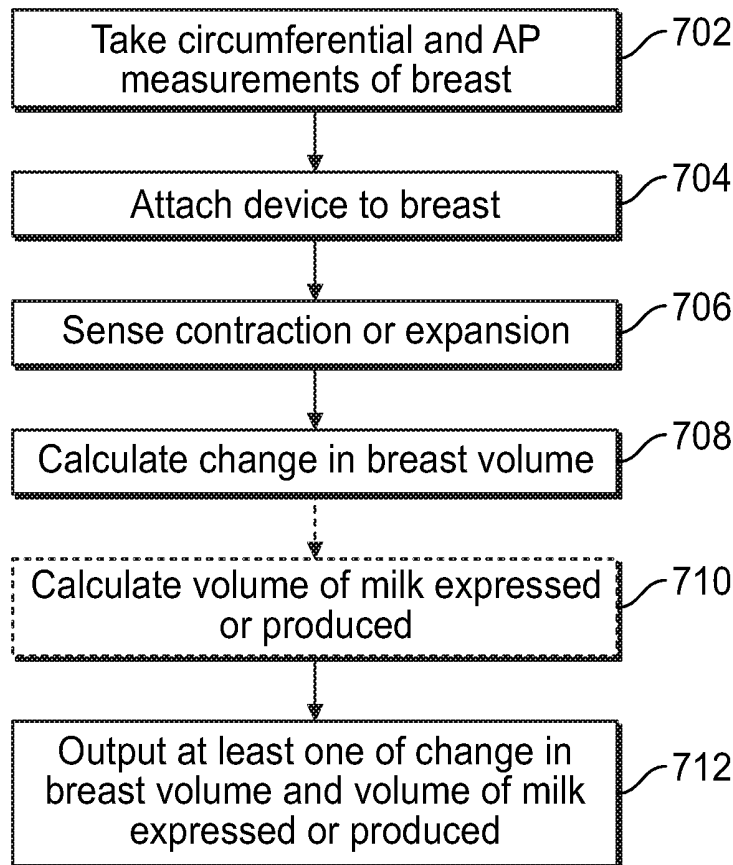 Take circumferential and AP
measurements of breast
702
Attach device to breast
704
Sense contraction or expansion
706
Calculate change in breast volume
708
Calculate volume of milk expressed
or produced
710
Output at least one of change in
breast volume and volume of milk
expressed or produced
712